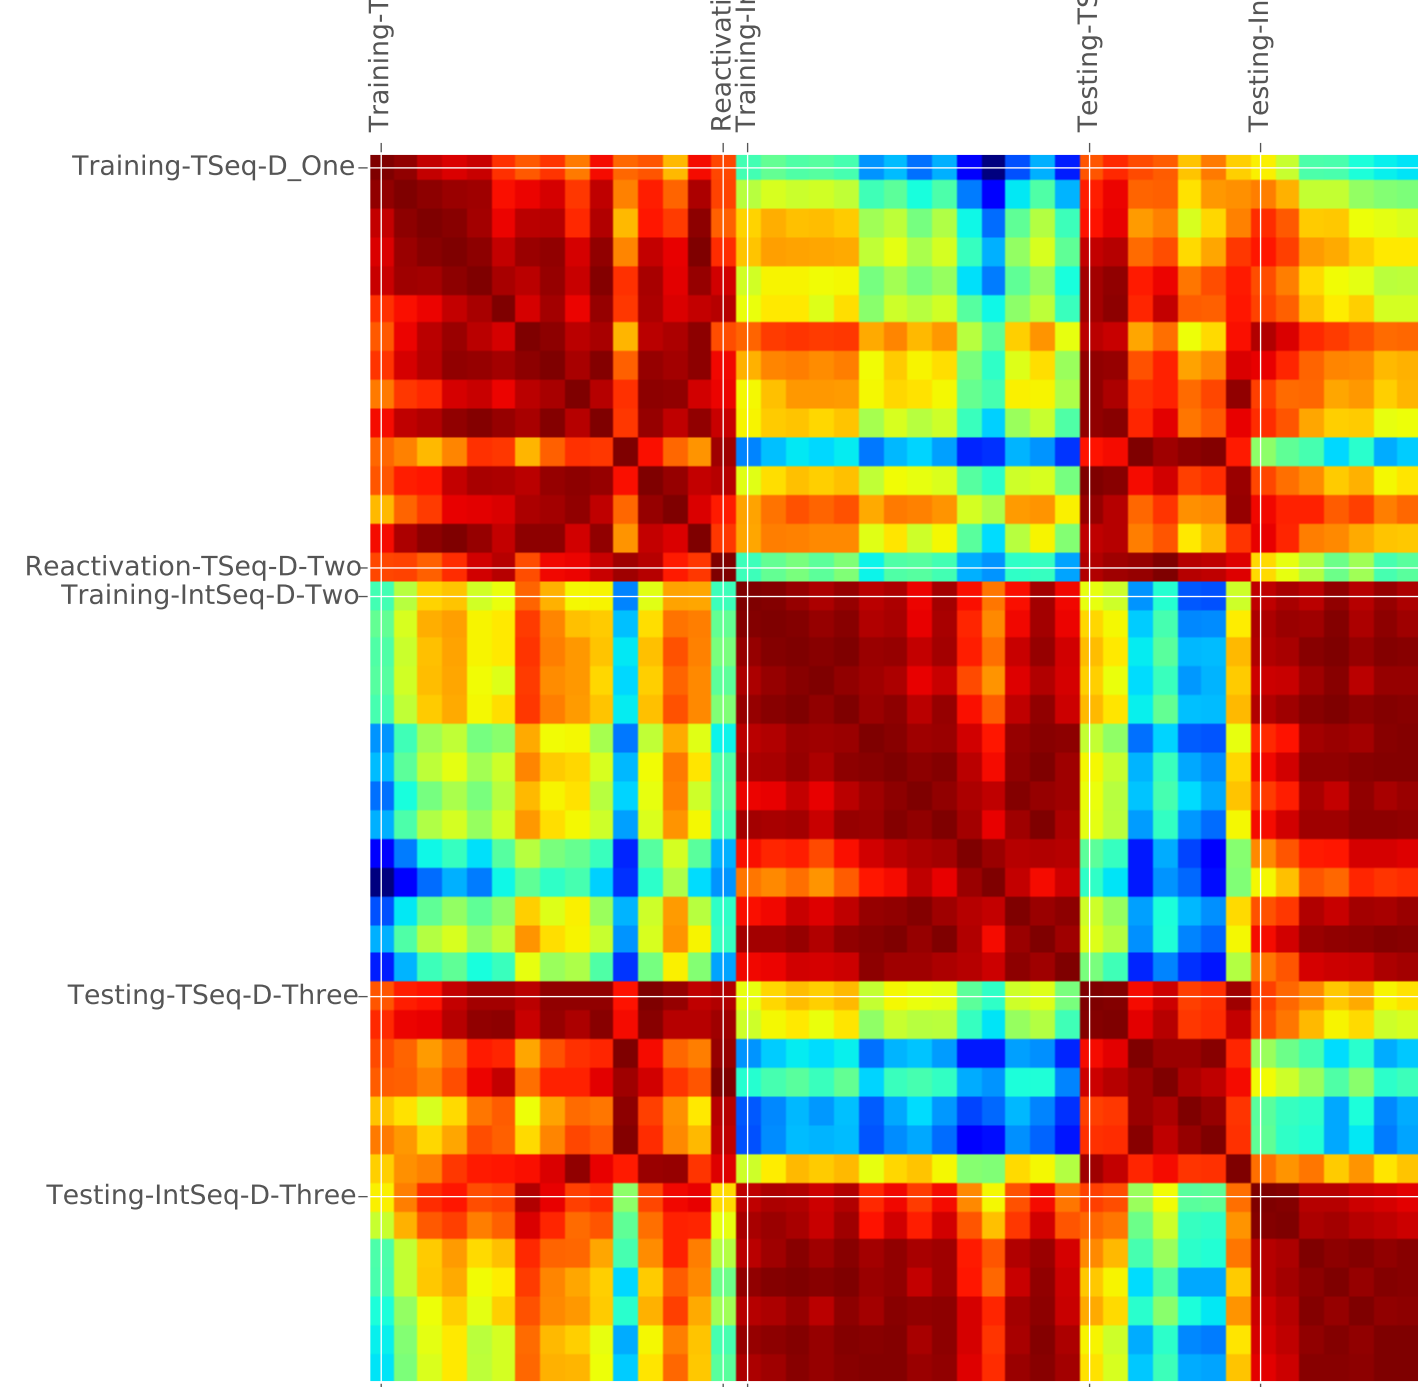 Training-T
Reactivati
Training-I
Testing-TS
Testing-In
Training-TSeq-D_One
Reactivation-TSeq-D-Two
Training-IntSeq-D-Two
Testing-TSeq-D-Three
Testing-IntSeq-D-Three